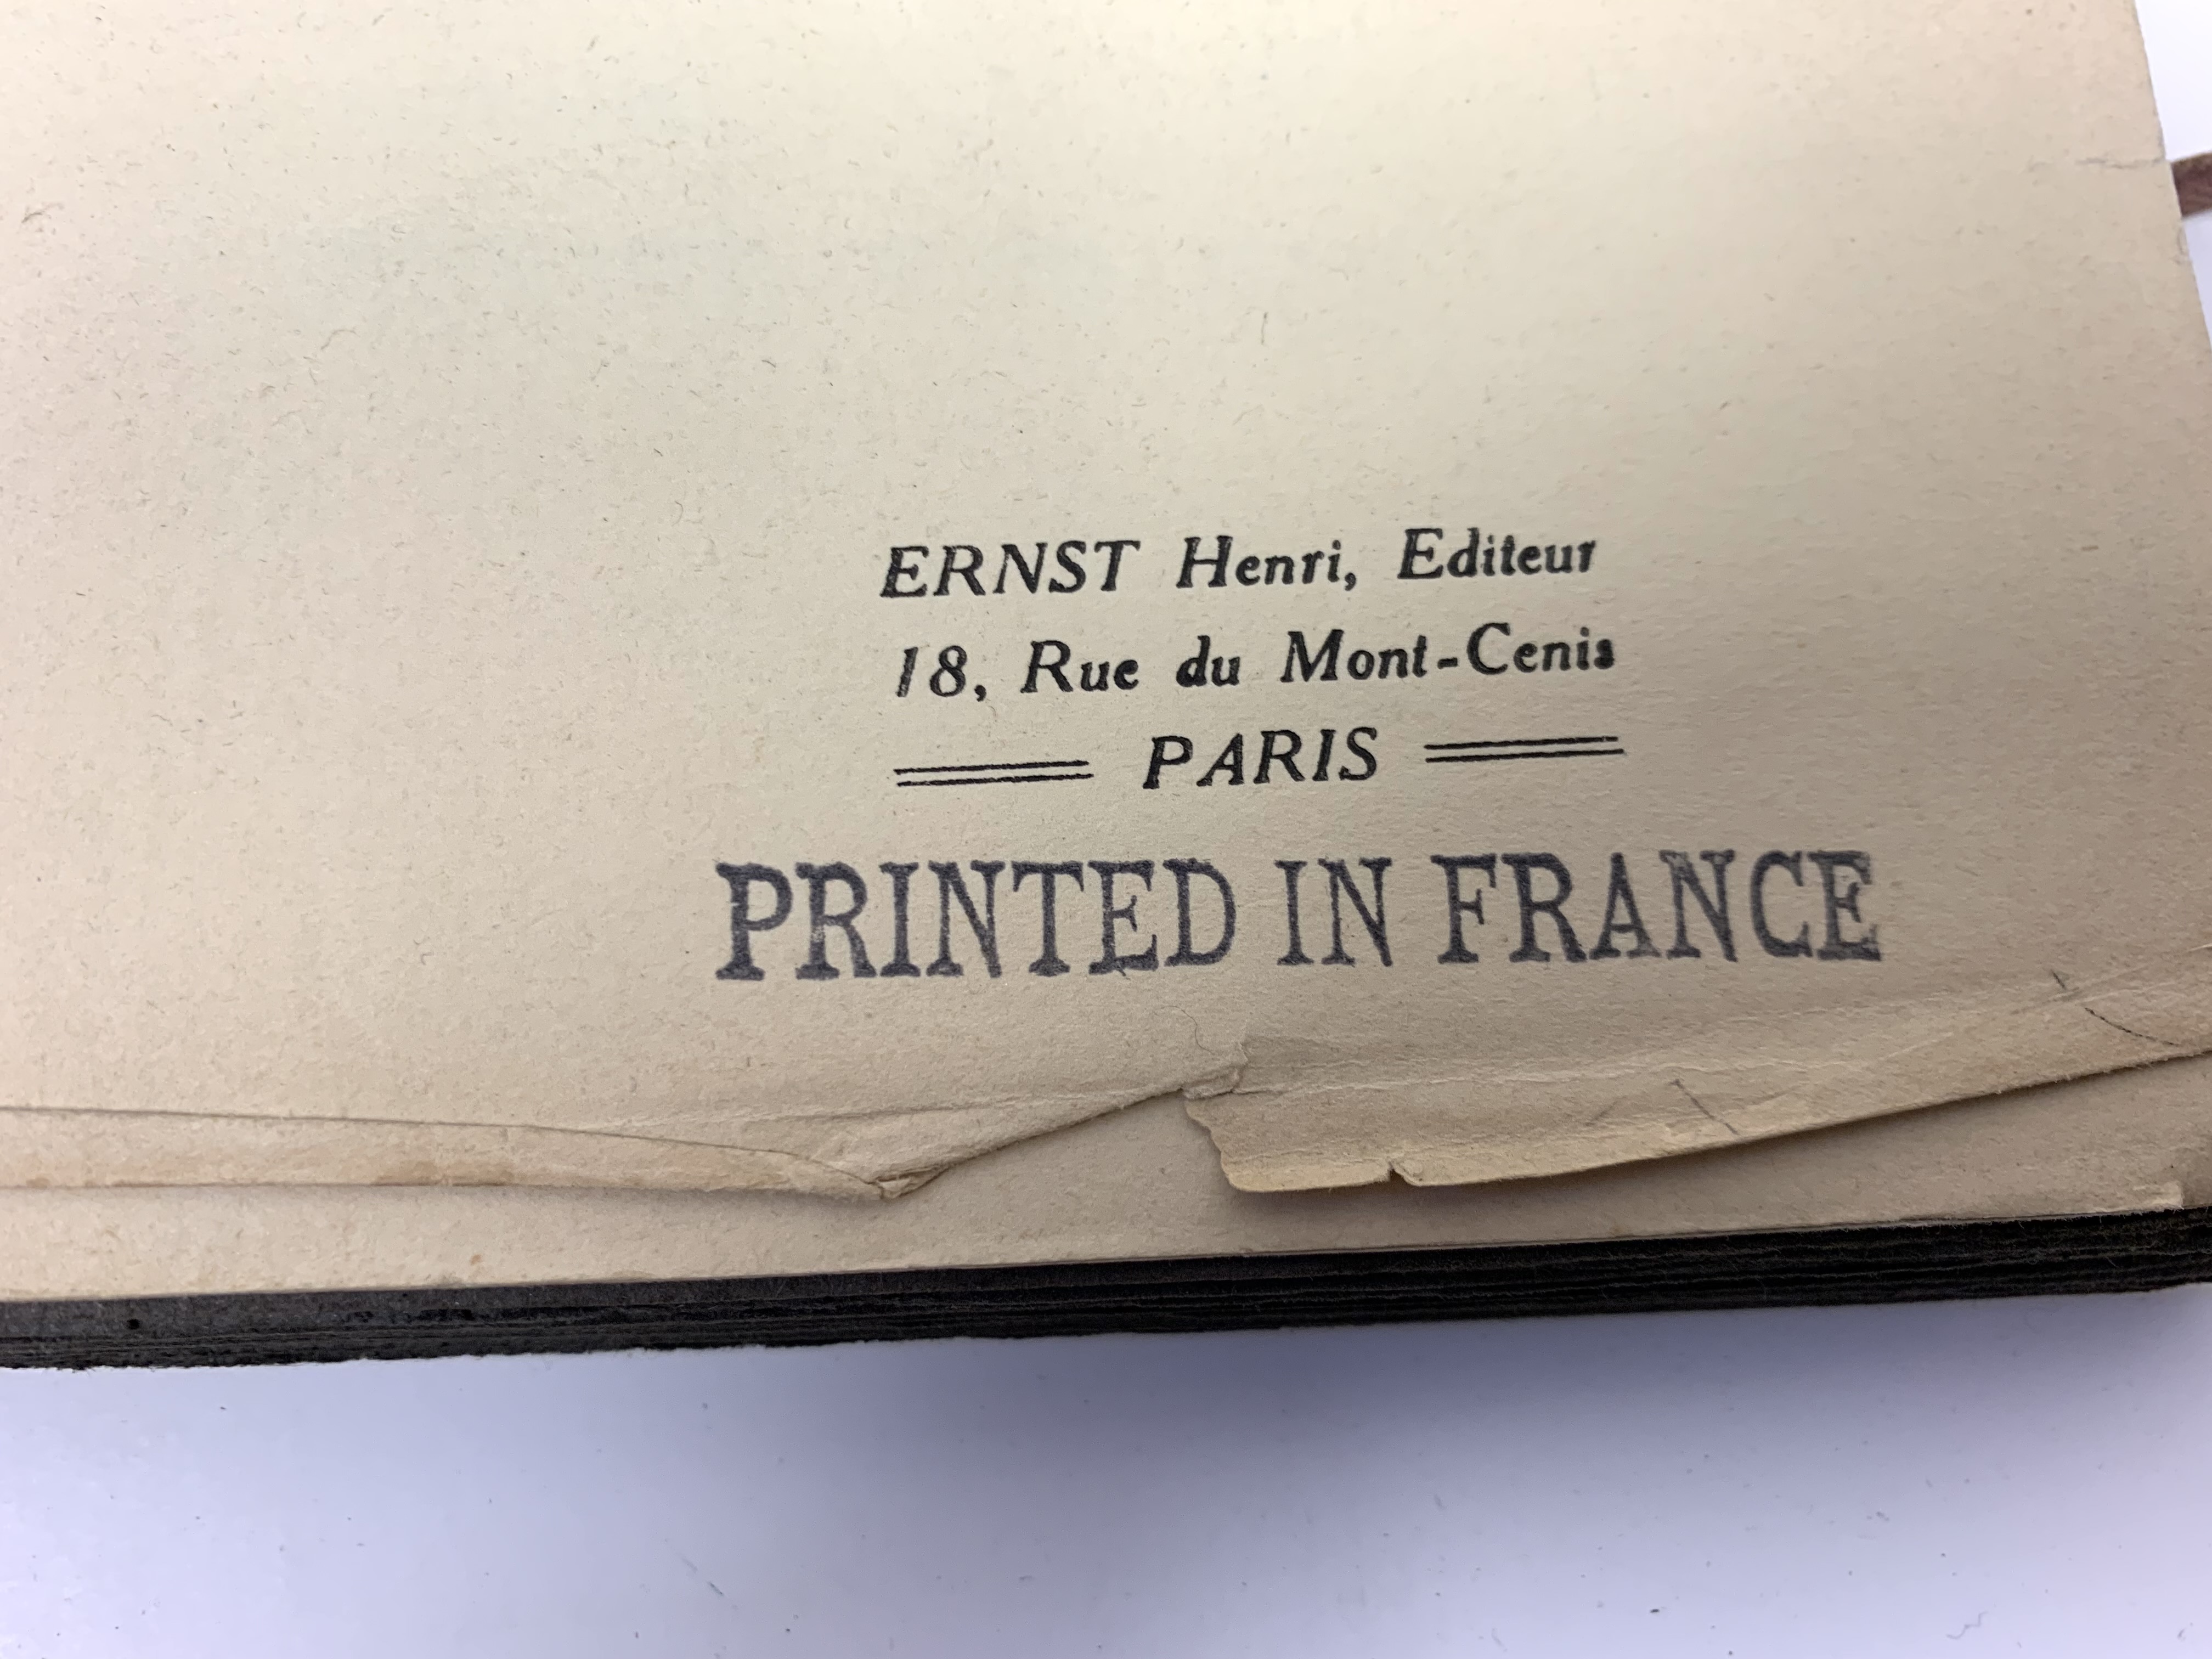 ERNST Henri, Editeur
18, Rue du Mont-Cenis
PARIS
PRINTED IN FRANCE